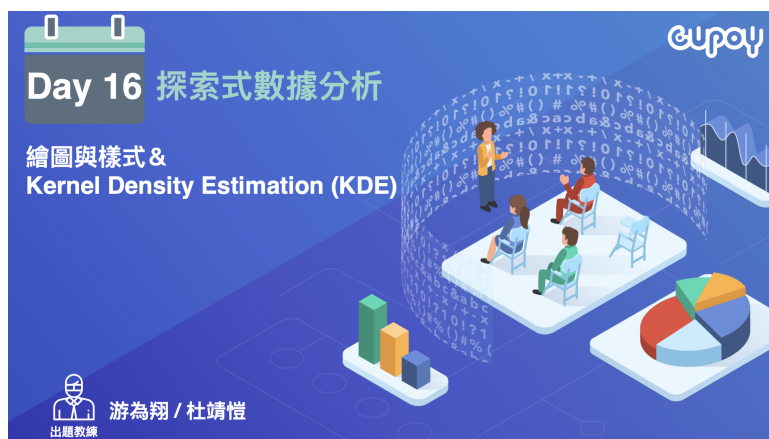 Day 16 探索式數據分析
cupoy
繪圖與樣式＆
Kernel Density Estimation (KDE)
游為翔 / 杜靖愷
出題教練